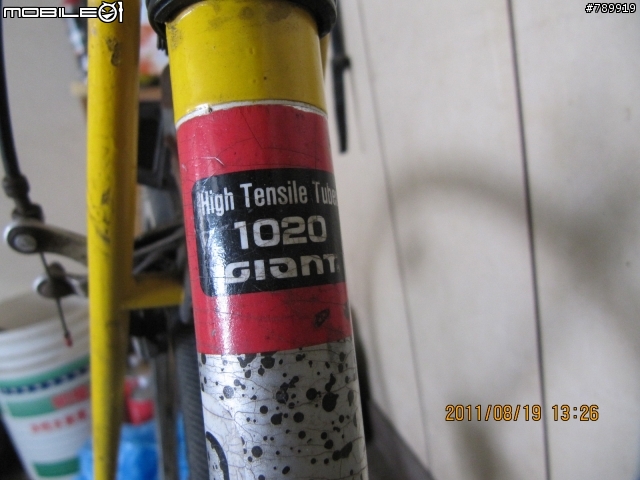 MOBILE01
#789919
High Tensile Tube
1020
GIANT
2011/08/19 13:26